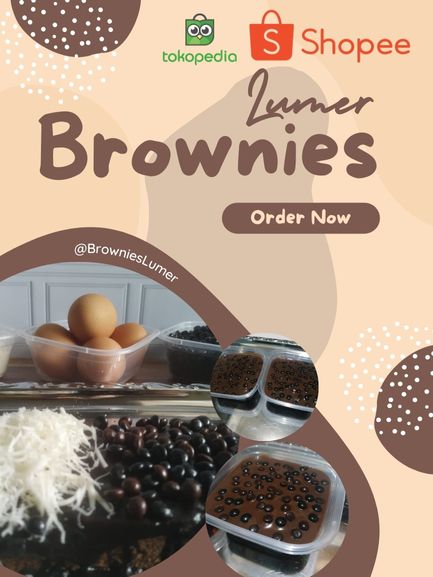 tokopedia
S Shopee
Lumer
Brownies
Order Now
@BrowniesLumer